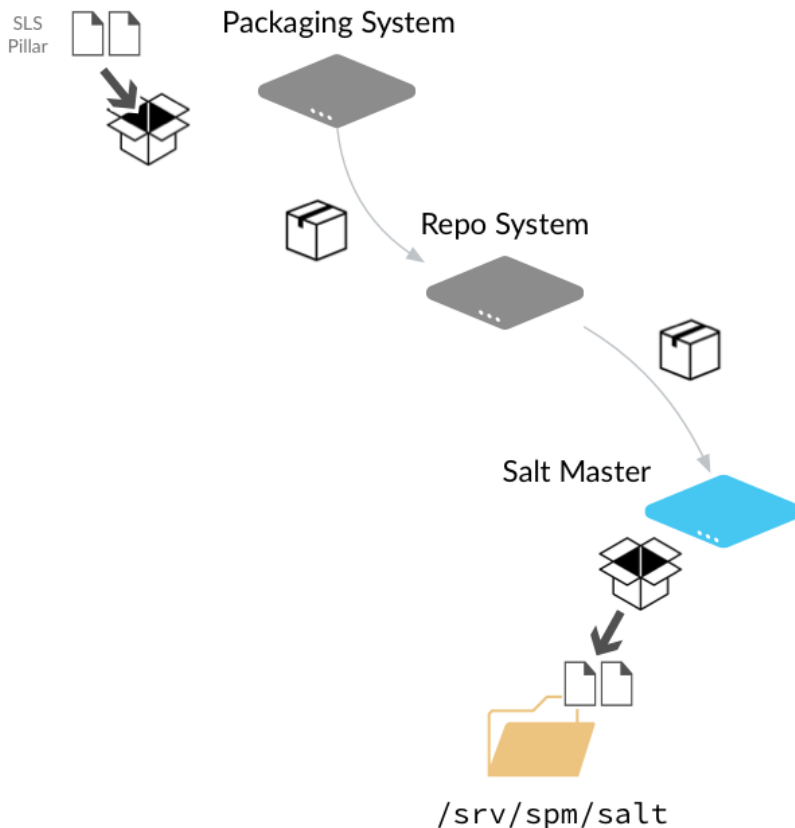 SLS
Pillar
Packaging System
Repo System
Salt Master
/srv/spm/salt